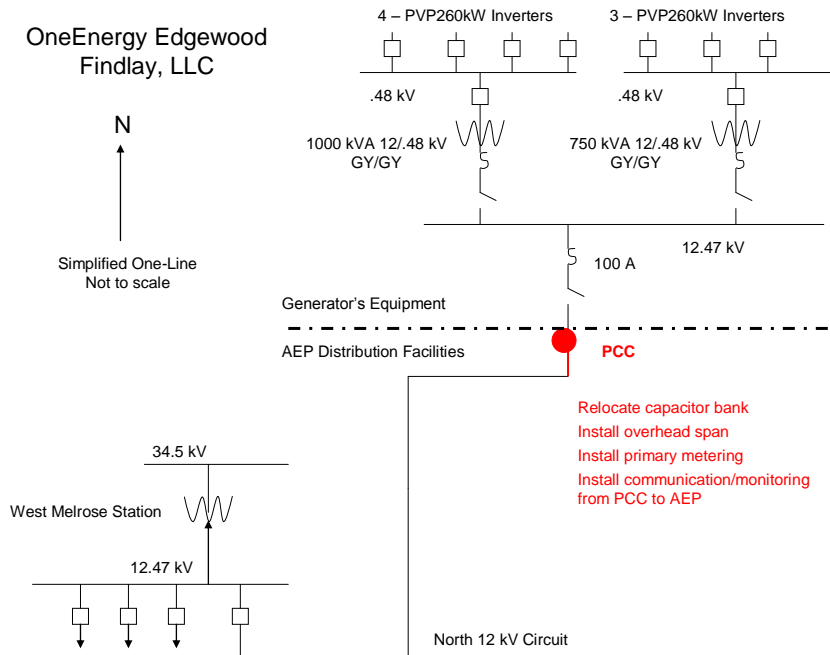 OneEnergy Edgewood
Findlay, LLC
4 – PVP260kW Inverters
3 – PVP260kW Inverters
.48 kV
.48 kV
N
1000 kVA 12/.48 kV
GY/GY
750 kVA 12/.48 kV
GY/GY
12.47 kV
Simplified One-Line
Not to scale
100 A
Generator's Equipment
AEP Distribution Facilities
PCC
Relocate capacitor bank
Install overhead span
Install primary metering
Install communication/monitoring
from PCC to AEP
34.5 kV
West Melrose Station
12.47 kV
North 12 kV Circuit